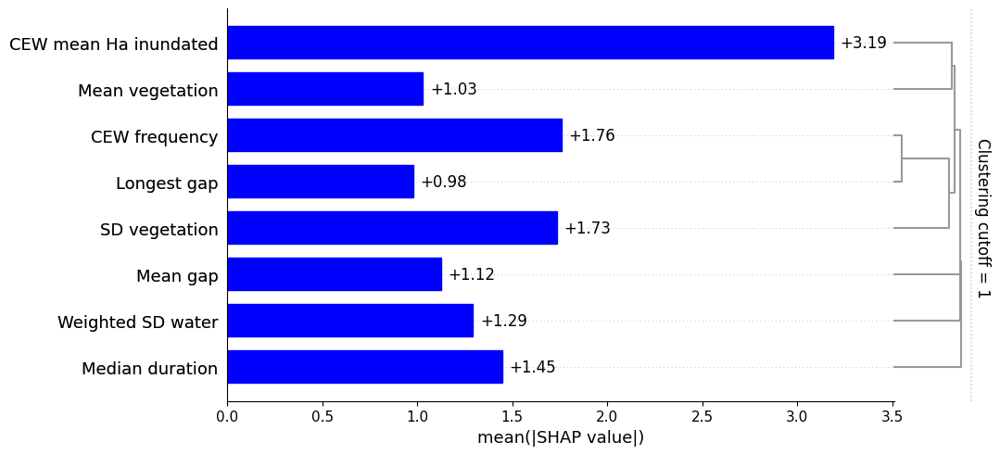 CEW mean Ha inundated +3.19
Mean vegetation +1.03
CEW frequency +1.76
Longest gap +0.98
SD vegetation +1.73
Mean gap +1.12
Weighted SD water +1.29
Median duration +1.45
0.0 0.5 1.0 1.5 2.0 2.5 3.0 3.5
mean(|SHAP value|)
Clustering cutoff = 1